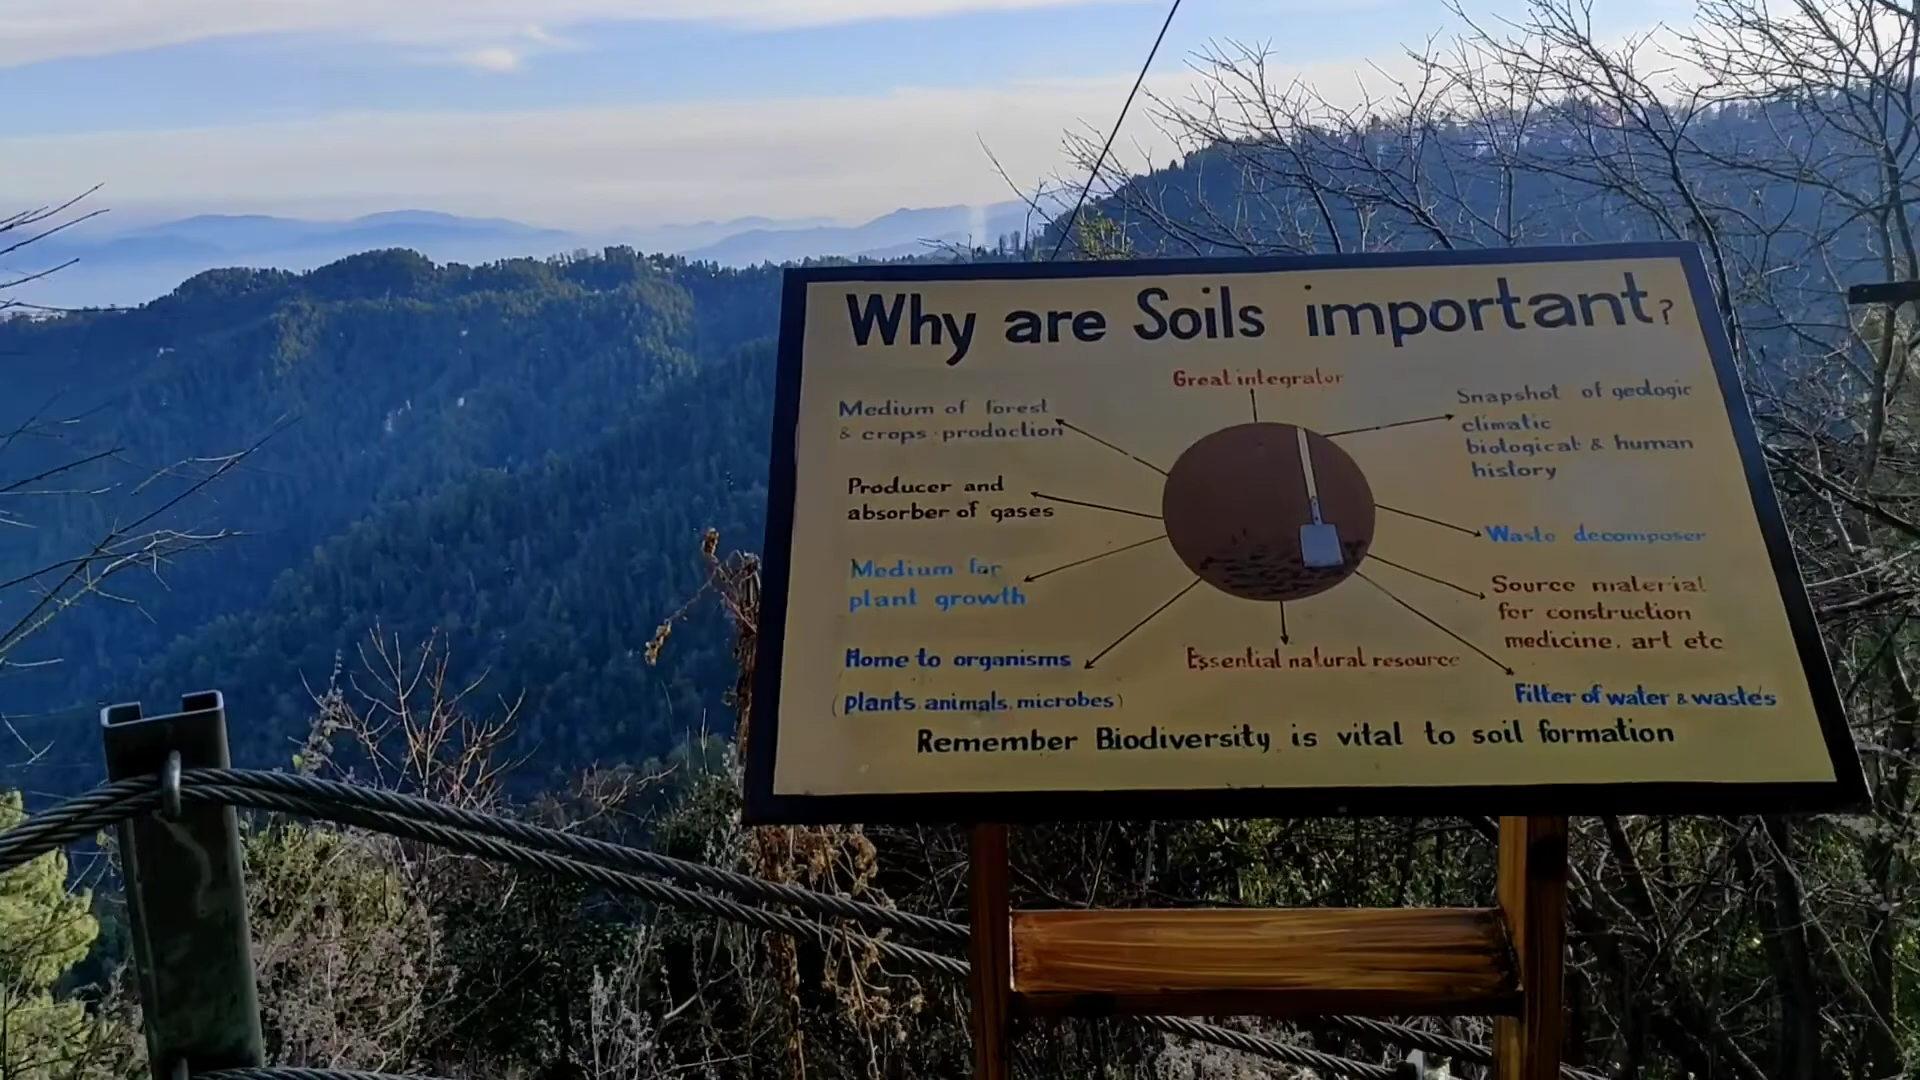 Why are Soils important?
Great integrator
Medium of forest
& crops production
Snapshot of geologic
climatic
biological & human
history
Producer and
absorber of gases
Waste decomposer
Medium for
plant growth
Source material
for construction
medicine, art etc
Home to organisms
(plants, animals, microbes)
Essential natural resource
Filter of water & wastes
Remember Biodiversity is vital to soil formation